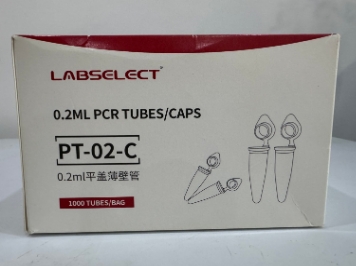 LABSELECT
0.2ML PCR TUBES/CAPS
PT-02-C
0.2ml平盖薄壁管
1000 TUBES/BAG